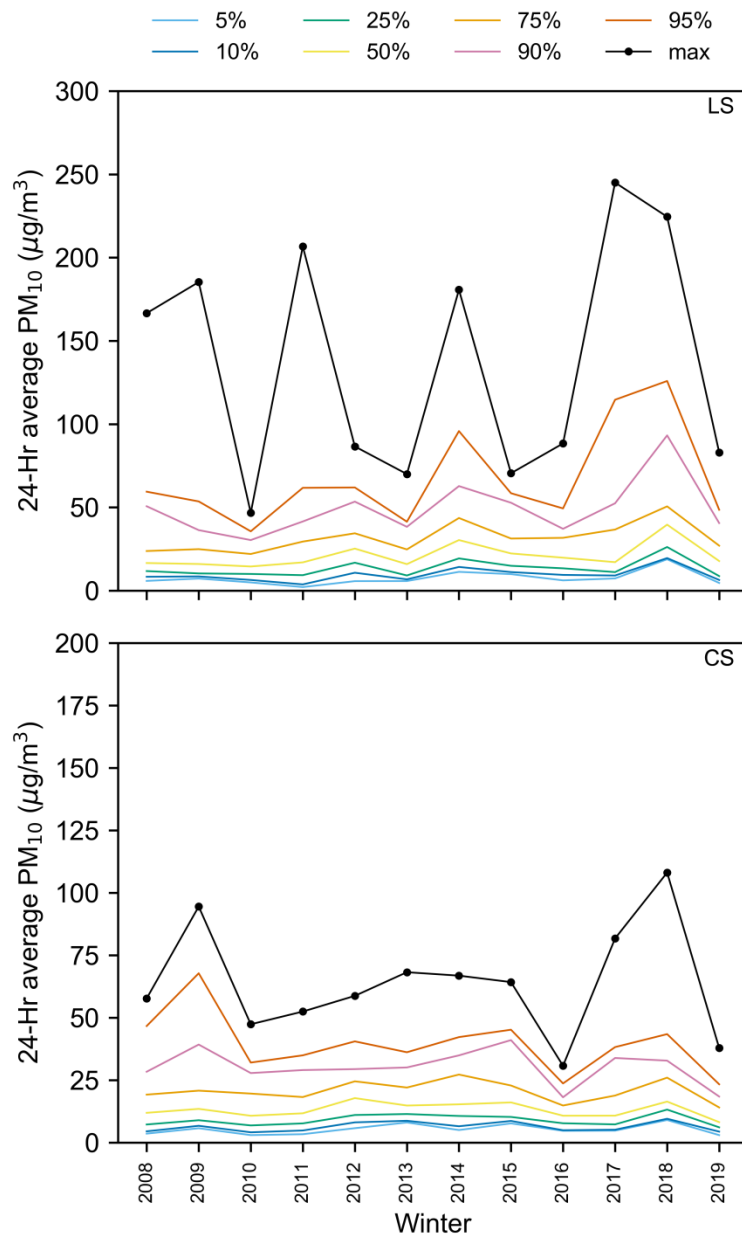 5% 25% 75% 95%
10% 50% 90% max
300
LS
250
200
150
100
50
0
24-Hr average PM₁₀ (μg/m³)
200
CS
175
150
125
100
75
50
25
0
24-Hr average PM₁₀ (μg/m³)
2008 2009 2010 2011 2012 2013 2014 2015 2016 2017 2018 2019
Winter